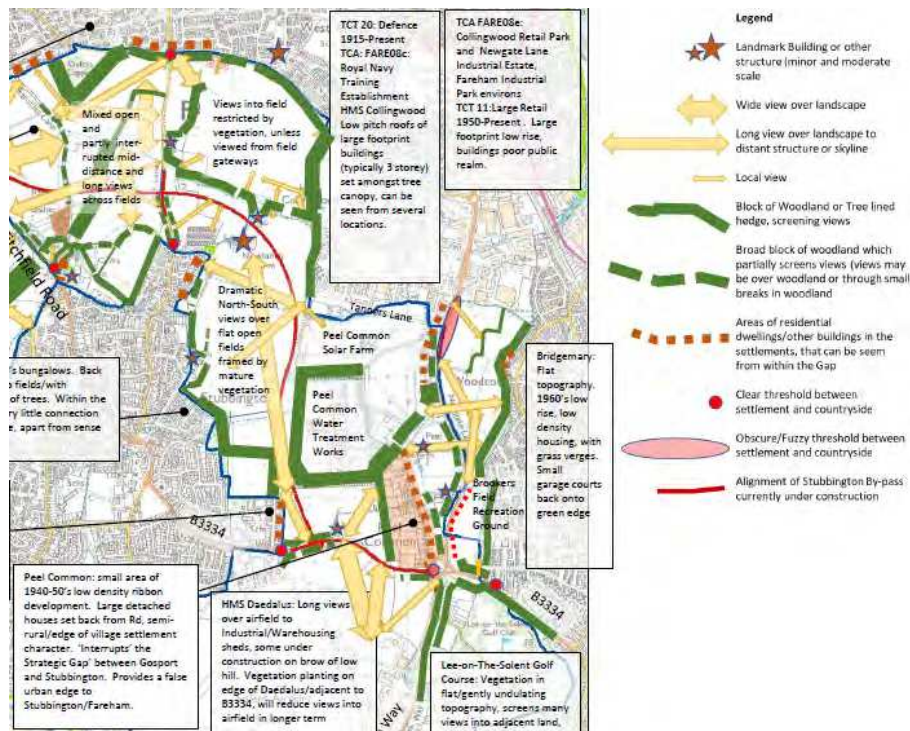 TCT 20: Defence
1915-Present
TCA: FARE08c:
Royal Navy
Training
Establishment
HMS Collingwood
Low pitch roofs of
large footprint
buildings
(typically 3 storey)
set amongst tree
canopy, can be
seen from several
locations.
TCA FARE08e:
Collingwood Retail Park
and Newgate Lane
Industrial Estate,
Fareham Industrial
Park environs
TCT 11:Large Retail
1950-Present . Large
footprint low rise,
buildings poor public
realm.
Mixed open
and
partly inter-
rupted mid-
distance and
long views
across fields
Views into field
restricted by
vegetation, unless
viewed from field
gateways
Dramatic
North-South
views over
flat open
fields
framed by
mature
vegetation
Tanners Lane
Peel Common
Solar Farm
Peel
Common
Water
Treatment
Works
Stubbington
Bridgemary:
Flat
topography.
1960's low
rise, low
density
housing, with
grass verges.
Small
garage courts
back onto
green edge
Brookers
Field
Recreation
Ground
's bungalows. Back
fields/with
of trees. Within the
ry little connection
e, apart from sense
B3334
Peel Common: small area of
1940-50's low density ribbon
development. Large detached
houses set back from Rd, semi-
rural/edge of village settlement
character. 'Interrupts' the
Strategic Gap' between Gosport
and Stubbington. Provides a false
urban edge to
Stubbington/Fareham.
HMS Daedalus: Long views
over airfield to
Industrial/Warehousing
sheds, some under
construction on brow of low
hill. Vegetation planting on
edge of Daedalus/adjacent to
B3334, will reduce views into
airfield in longer term
Way
B3334
Lee-on-The-Solent Golf
Course: Vegetation in
flat/gently undulating
topography, screens many
views into adjacent land,
Legend
Landmark Building or other
structure (minor and moderate
scale
Wide view over landscape
Long view over landscape to
distant structure or skyline
Local view
Block of Woodland or Tree lined
hedge, screening views
Broad block of woodland which
partially screens views (views may
be over woodland or through small
breaks in woodland
Areas of residential
dwellings/other buildings in the
settlements, that can be seem
from within the Gap
Clear threshold between
settlement and countryside
Obscure/Fuzzy threshold between
settlement and countryside
Alignment of Stubbington By-pass
currently under construction